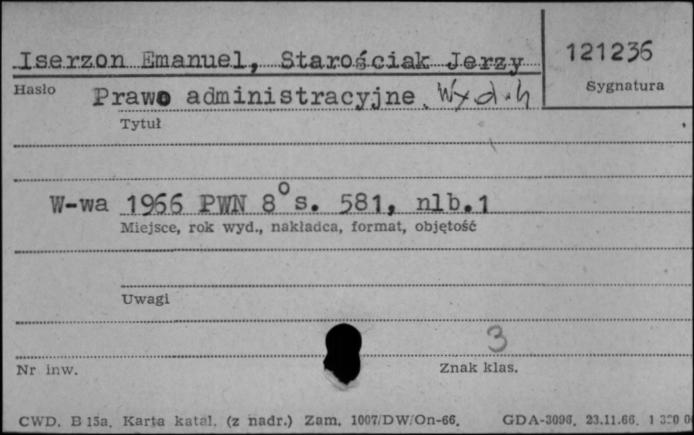 Iserzon Emanuel, Starościak Jerzy
121236
Hasło
Sygnatura
Prawo administracyjne. Wyd.
Tytuł
W-wa 1966 PWN 8° s. 581, nlb.1
Miejsce, rok wyd., nakładca, format, objętość
Uwagi
3
Nr inw.
Znak klas.
CWD. B 15a. Karta katal. (z nadr.) Zam. 1007/DW/On-66. GDA-3096. 23.11.66.